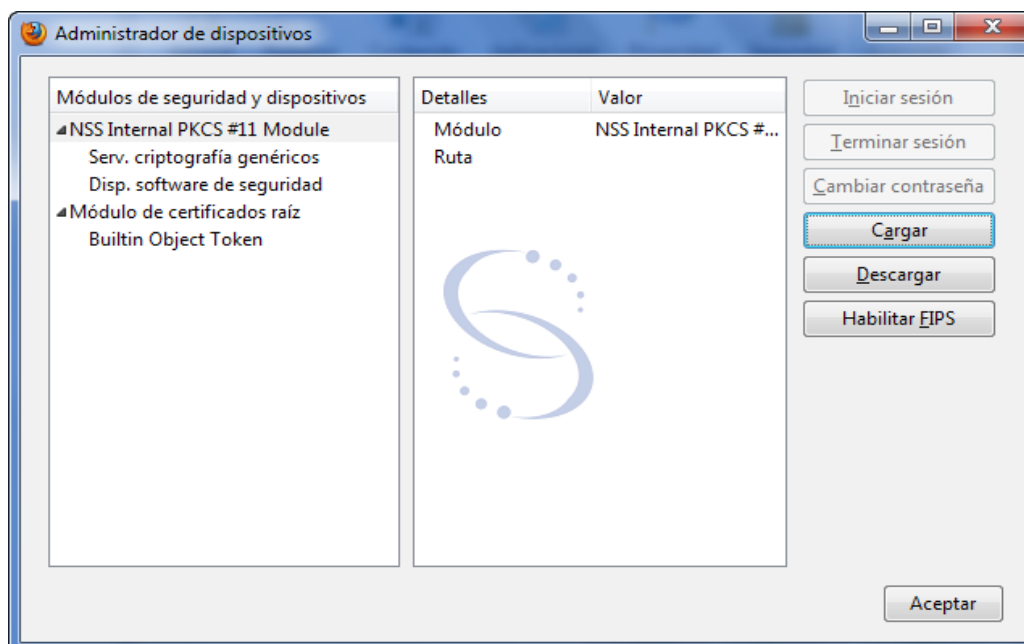 Administrador de dispositivos
Módulos de seguridad y dispositivos
NSS Internal PKCS #11 Module
Serv. criptografía genéricos
Disp. software de seguridad
Módulo de certificados raíz
Builtin Object Token
Detalles Valor
Módulo NSS Internal PKCS #...
Ruta
Iniciar sesión
Terminar sesión
Cambiar contraseña
Cargar
Descargar
Habilitar FIPS
Aceptar